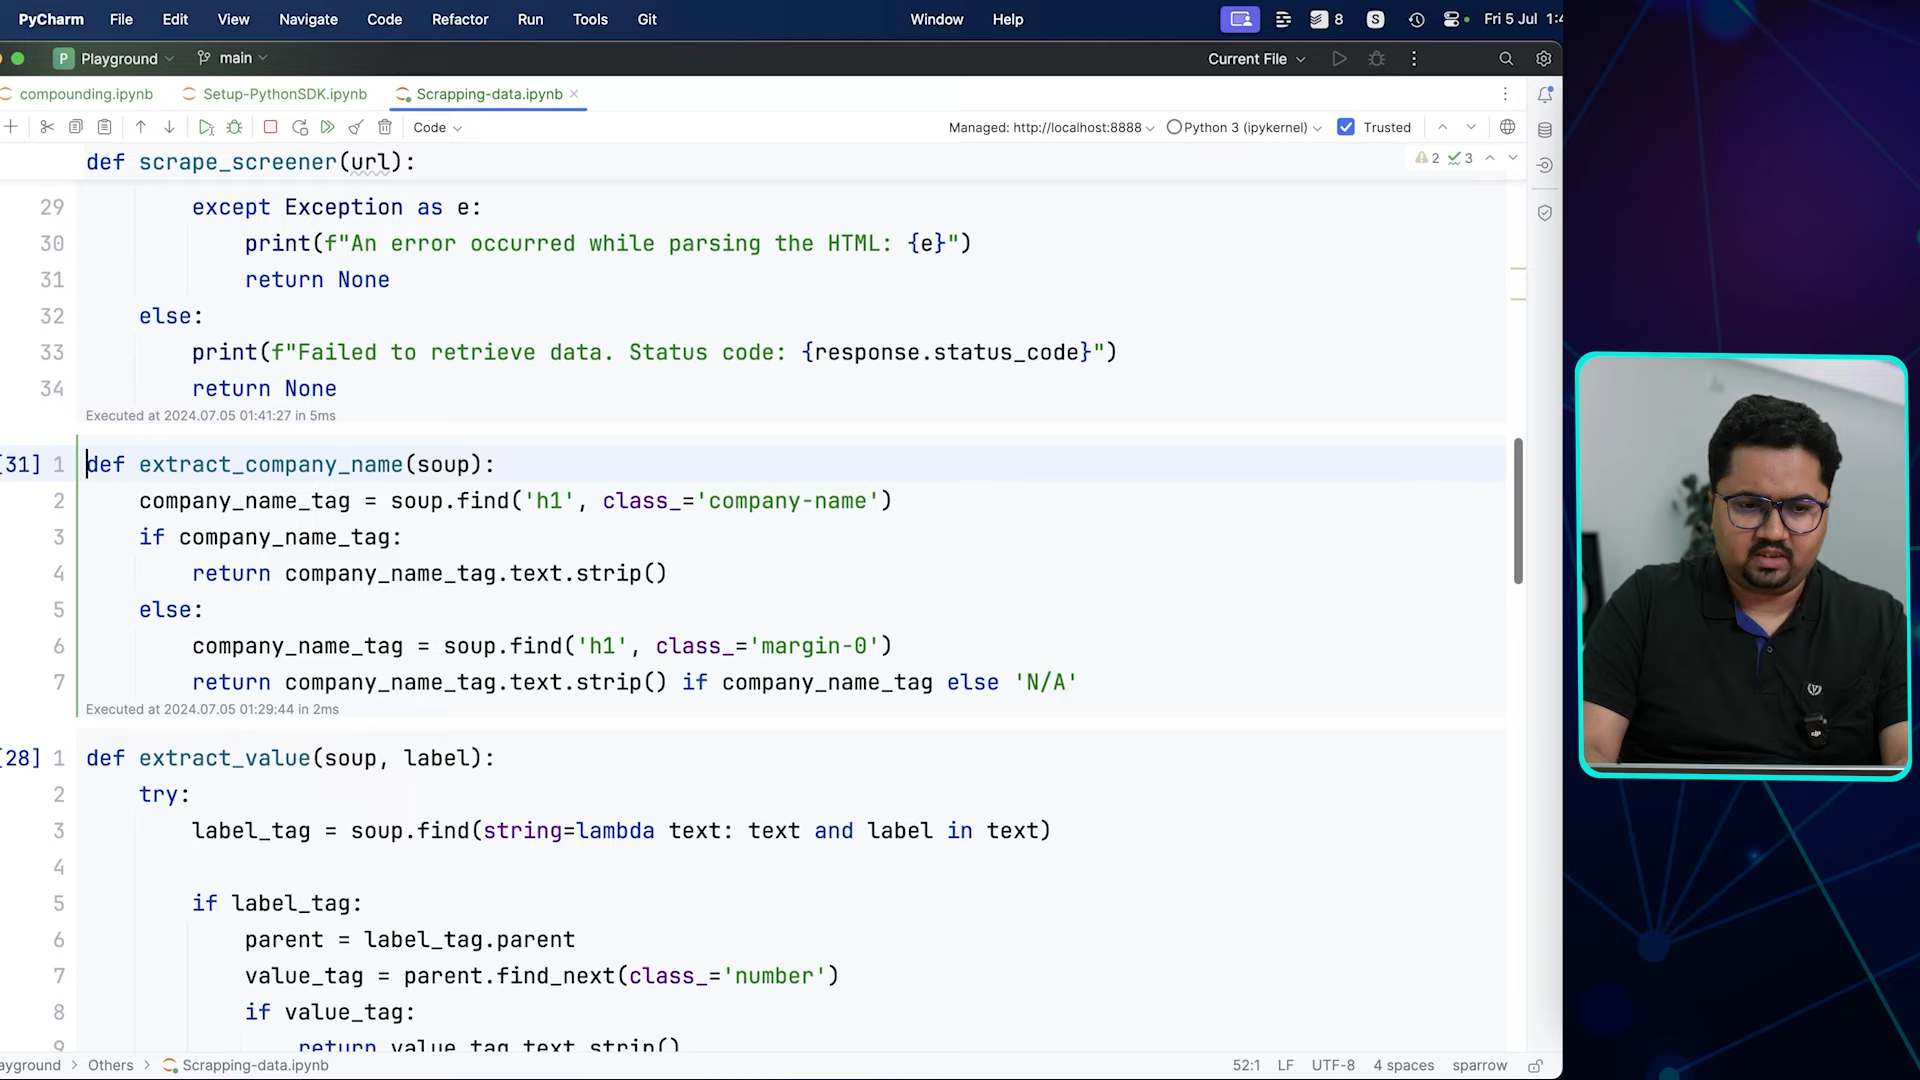 PyCharm File Edit View Navigate Code Refactor Run Tools Git Window Help 8 S Fri 5 Jul
P Playground main Current File
compounding.ipynb Setup-PythonSDK.ipynb Scrapping-data.ipynb
Code Managed: http://localhost:8888 Python 3 (ipykernel) Trusted
def scrape_screener(url): 2 3
29 except Exception as e:
30 print(f"An error occurred while parsing the HTML: {e}")
31 return None
32 else:
33 print(f"Failed to retrieve data. Status code: {response.status_code}")
34 return None
Executed at 2024.07.05 01:41:27 in 5ms
[31] 1 def extract_company_name(soup):
2 company_name_tag = soup.find('h1', class_='company-name')
3 if company_name_tag:
4 return company_name_tag.text.strip()
5 else:
6 company_name_tag = soup.find('h1', class_='margin-0')
7 return company_name_tag.text.strip() if company_name_tag else 'N/A'
Executed at 2024.07.05 01:29:44 in 2ms
[28] 1 def extract_value(soup, label):
2 try:
3 label_tag = soup.find(string=lambda text: text and label in text)
4
5 if label_tag:
6 parent = label_tag.parent
7 value_tag = parent.find_next(class_='number')
8 if value_tag:
9 return value_tag.text.strip()
ayground Others Scrapping-data.ipynb 52:1 LF UTF-8 4 spaces sparrow